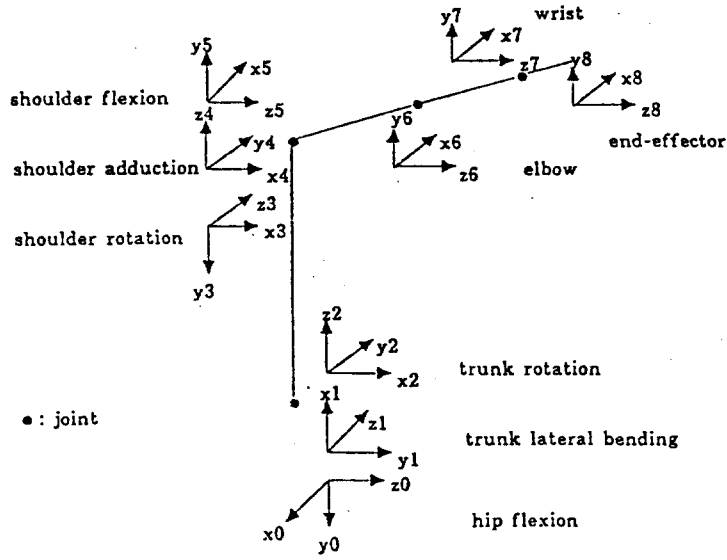 y7
wrist
x7
z7
y8
x8
z8
end-effector
y5
x5
shoulder flexion
z5
z4
y4
shoulder adduction
x4
z3
x3
shoulder rotation
y3
y6
x6
z6
elbow
z2
y2
x2
trunk rotation
x1
z1
● : joint
y1
trunk lateral bending
z0
x0
y0
hip flexion